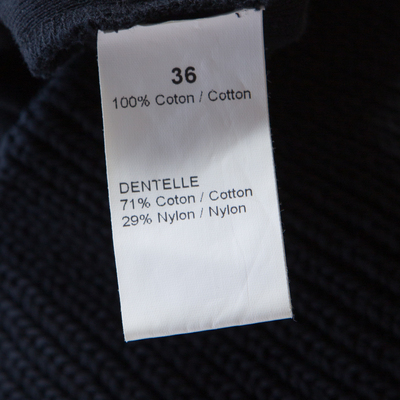 36
100% Coton / Cotton
DENTELLE
71% Coton / Cotton
29% Nylon / Nylon